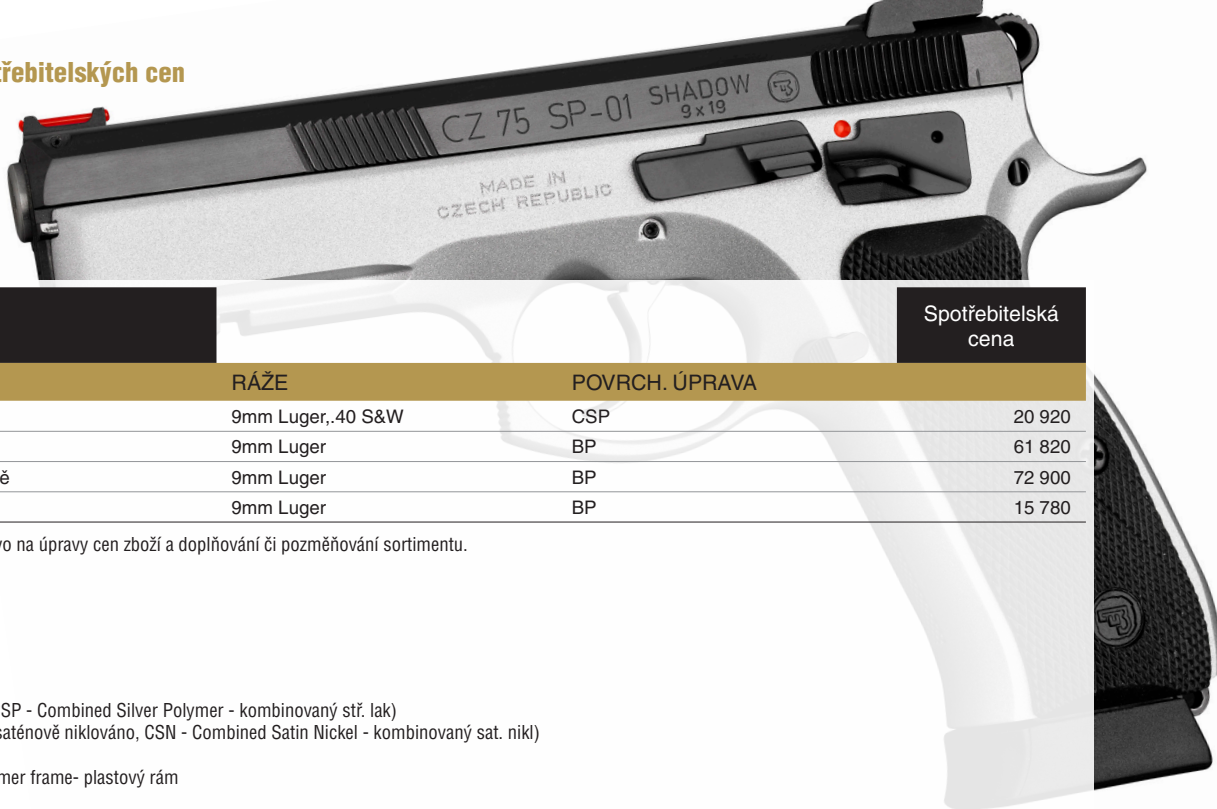 třebitelských cen
CZ 75 SP-01 SHADOW
9 x 19
MADE IN
CZECH REPUBLIC
Spotřebitelská
cena
RÁŽE POVRCH. ÚPRAVA
9mm Luger,.40 S&W CSP 20 920
9mm Luger BP 61 820
ě 9mm Luger BP 72 900
9mm Luger BP 15 780
vo na úpravy cen zboží a doplňování či pozměňování sortimentu.
SP - Combined Silver Polymer - kombinovaný stř. lak)
saténově niklováno, CSN - Combined Satin Nickel - kombinovaný sat. nikl)
mer frame- plastový rám